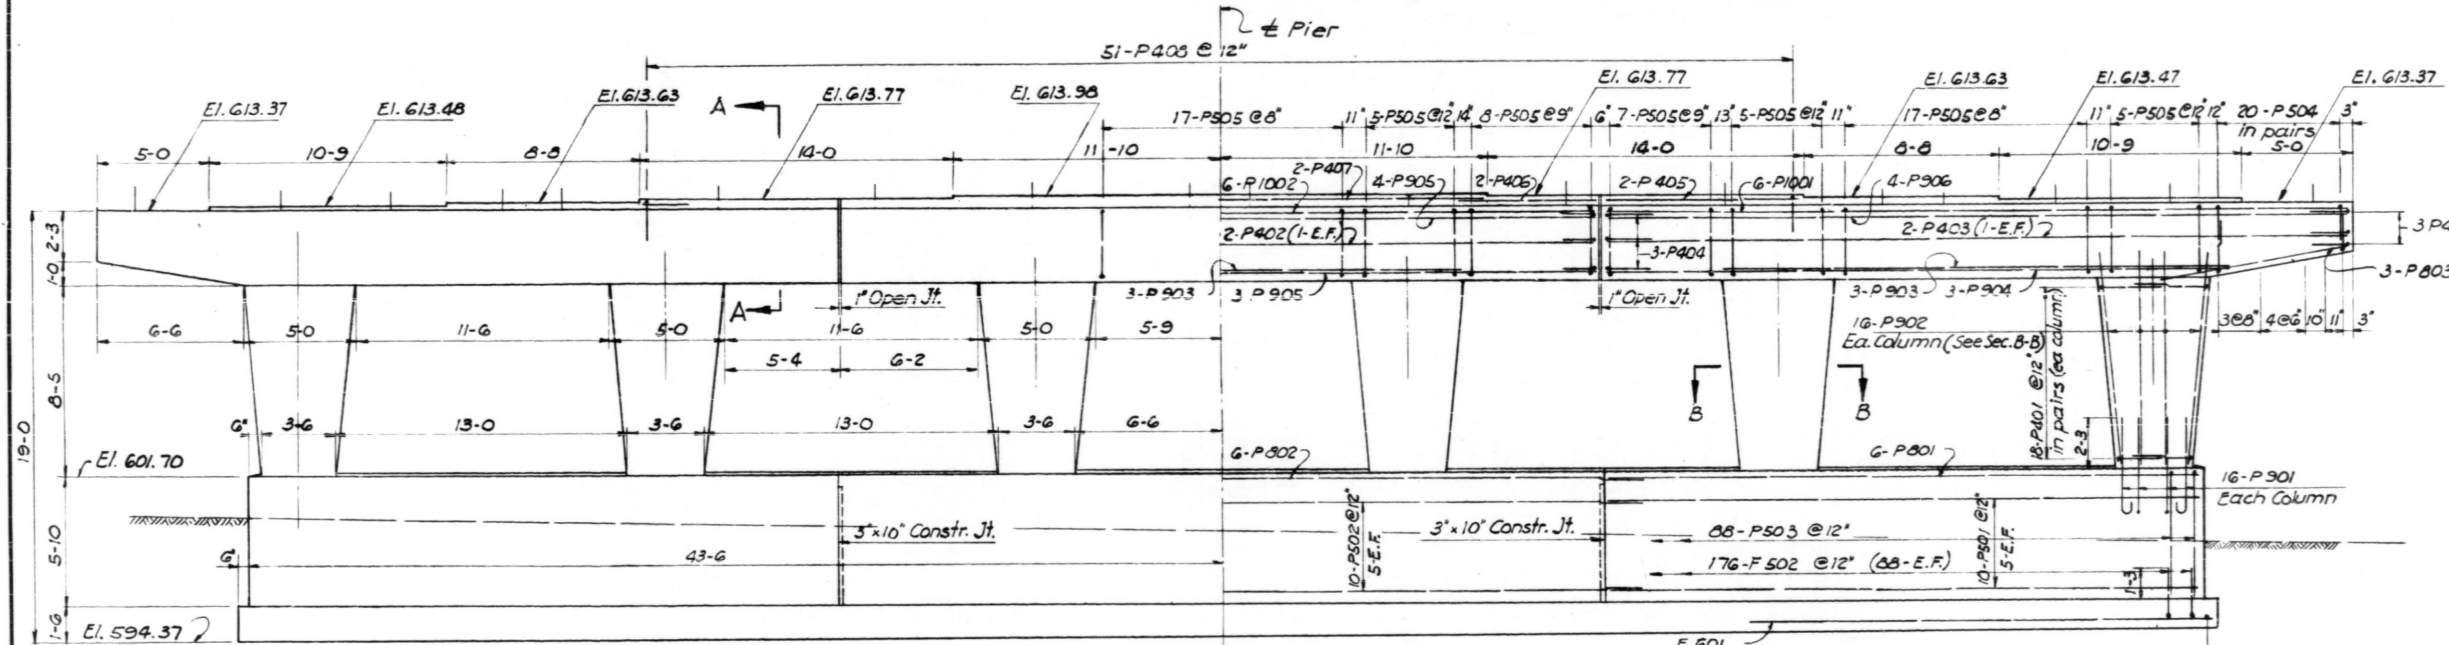 ℄ Pier
51-P408 @ 12"
El. 613.37
El. 613.48
El. 613.63
A
El. 613.77
El. 613.98
El. 613.77
El. 613.63
El. 613.47
El. 613.37
17-P505 @ 8"
11"
5-P505 @ 12"
14"
8-P505 @ 9"
6"
7-P505 @ 9"
13"
5-P505 @ 12"
11"
17-P505 @ 8"
11"
5-P505 @ 12"
12"
20-P504
in pairs
3"
5-0
10-9
8-8
14-0
11-10
11-10
14-0
8-8
10-9
5-0
2-P407
6-P1002
4-P905
2-P406
2-P405
6-P1001
4-P906
2-3
1-0
2-P402 (1-E.F.)
3-P404
2-P403 (1-E.F.)
3-P803
3-P903
3-P905
3-P903
3-P904
A
1" Open Jt.
1" Open Jt.
6-6
5-0
11-6
5-0
11-6
5-0
5-9
16-P902
Ea. Column (See Sec. B-B)
3@8"
4@6"
10"
11"
3"
5-4
6-2
8-5
B
B
18-P401 @ 12"
in pairs (ea column)
2-3
6"
3-6
13-0
3-6
13-0
3-6
6-6
19-0
El. 601.70
6-P802
6-P801
16-P901
Each Column
5-10
3"x10" Constr. Jt.
10-P502 @ 12"
5-E.F.
3"x10" Constr. Jt.
88-P503 @ 12"
10-P501 @ 12"
5-E.F.
6"
43-6
176-F502 @ 12" (88-E.F.)
1-3
1-6
El. 594.37
F601